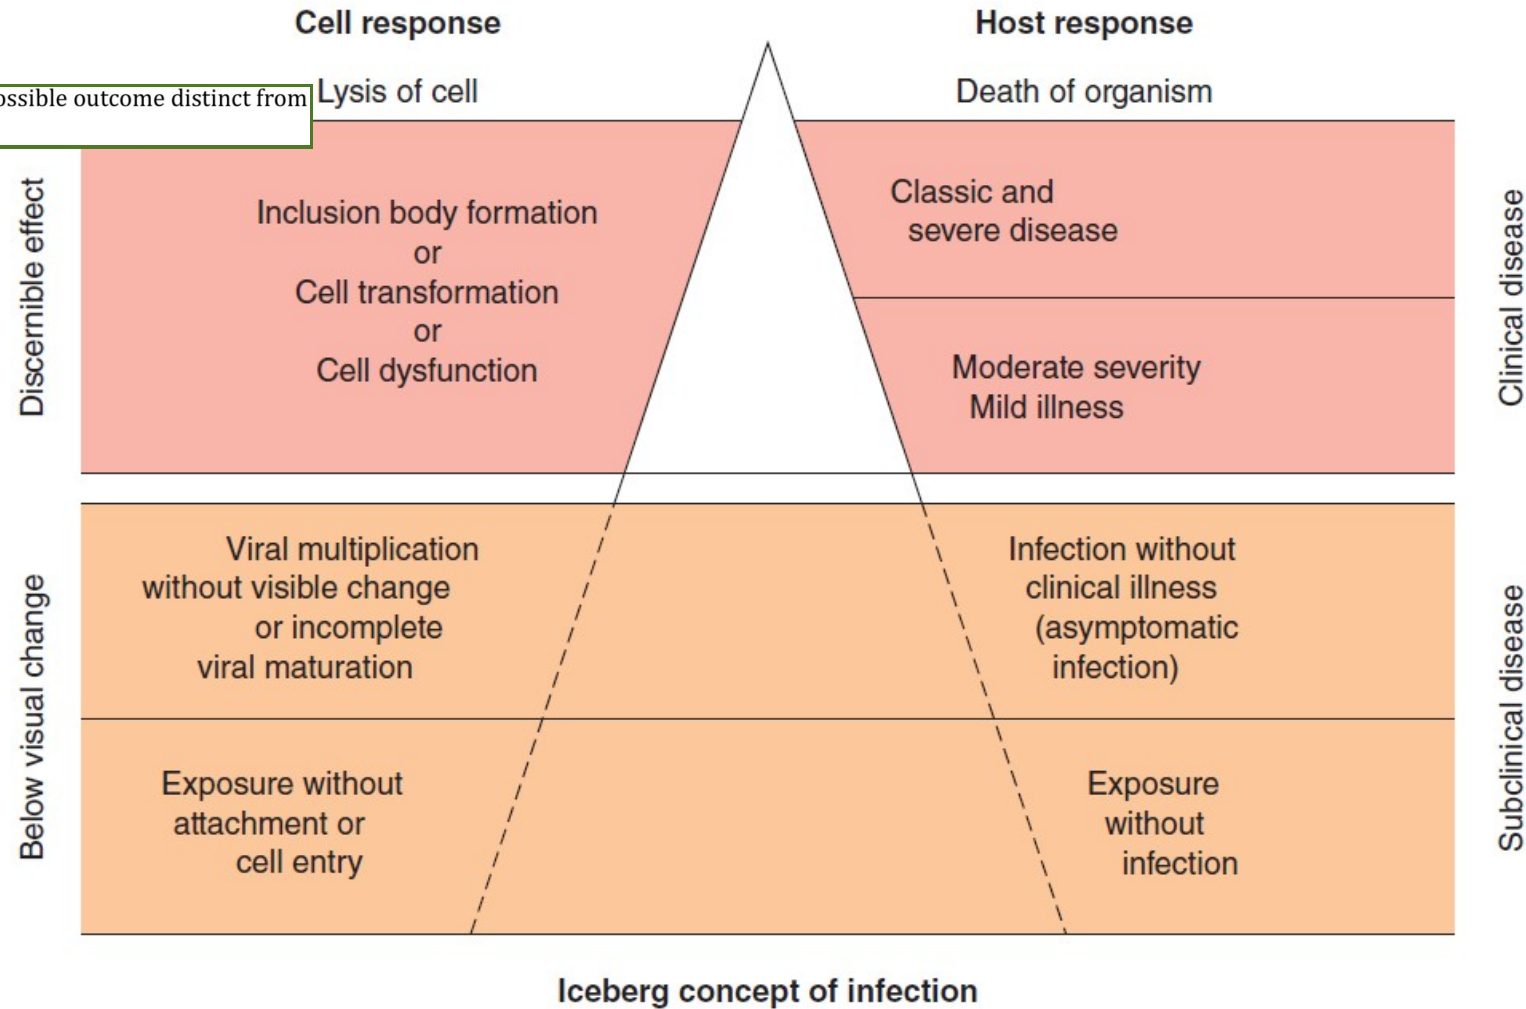 Cell response
Host response
ossible outcome distinct from
Lysis of cell
Death of organism
Discernible effect
Inclusion body formation
or
Cell transformation
or
Cell dysfunction
Classic and
severe disease
Moderate severity
Mild illness
Clinical disease
Below visual change
Viral multiplication
without visible change
or incomplete
viral maturation
Exposure without
attachment or
cell entry
Infection without
clinical illness
(asymptomatic
infection)
Exposure
without
infection
Subclinical disease
Iceberg concept of infection